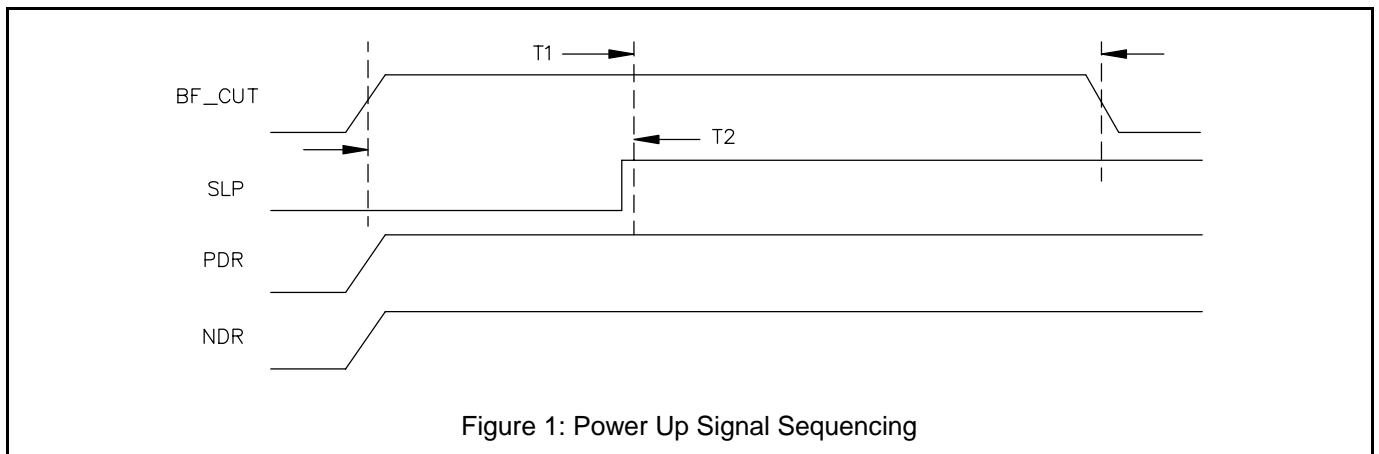 T1
BF_CUT
T2
SLP
PDR
NDR
Figure 1: Power Up Signal Sequencing